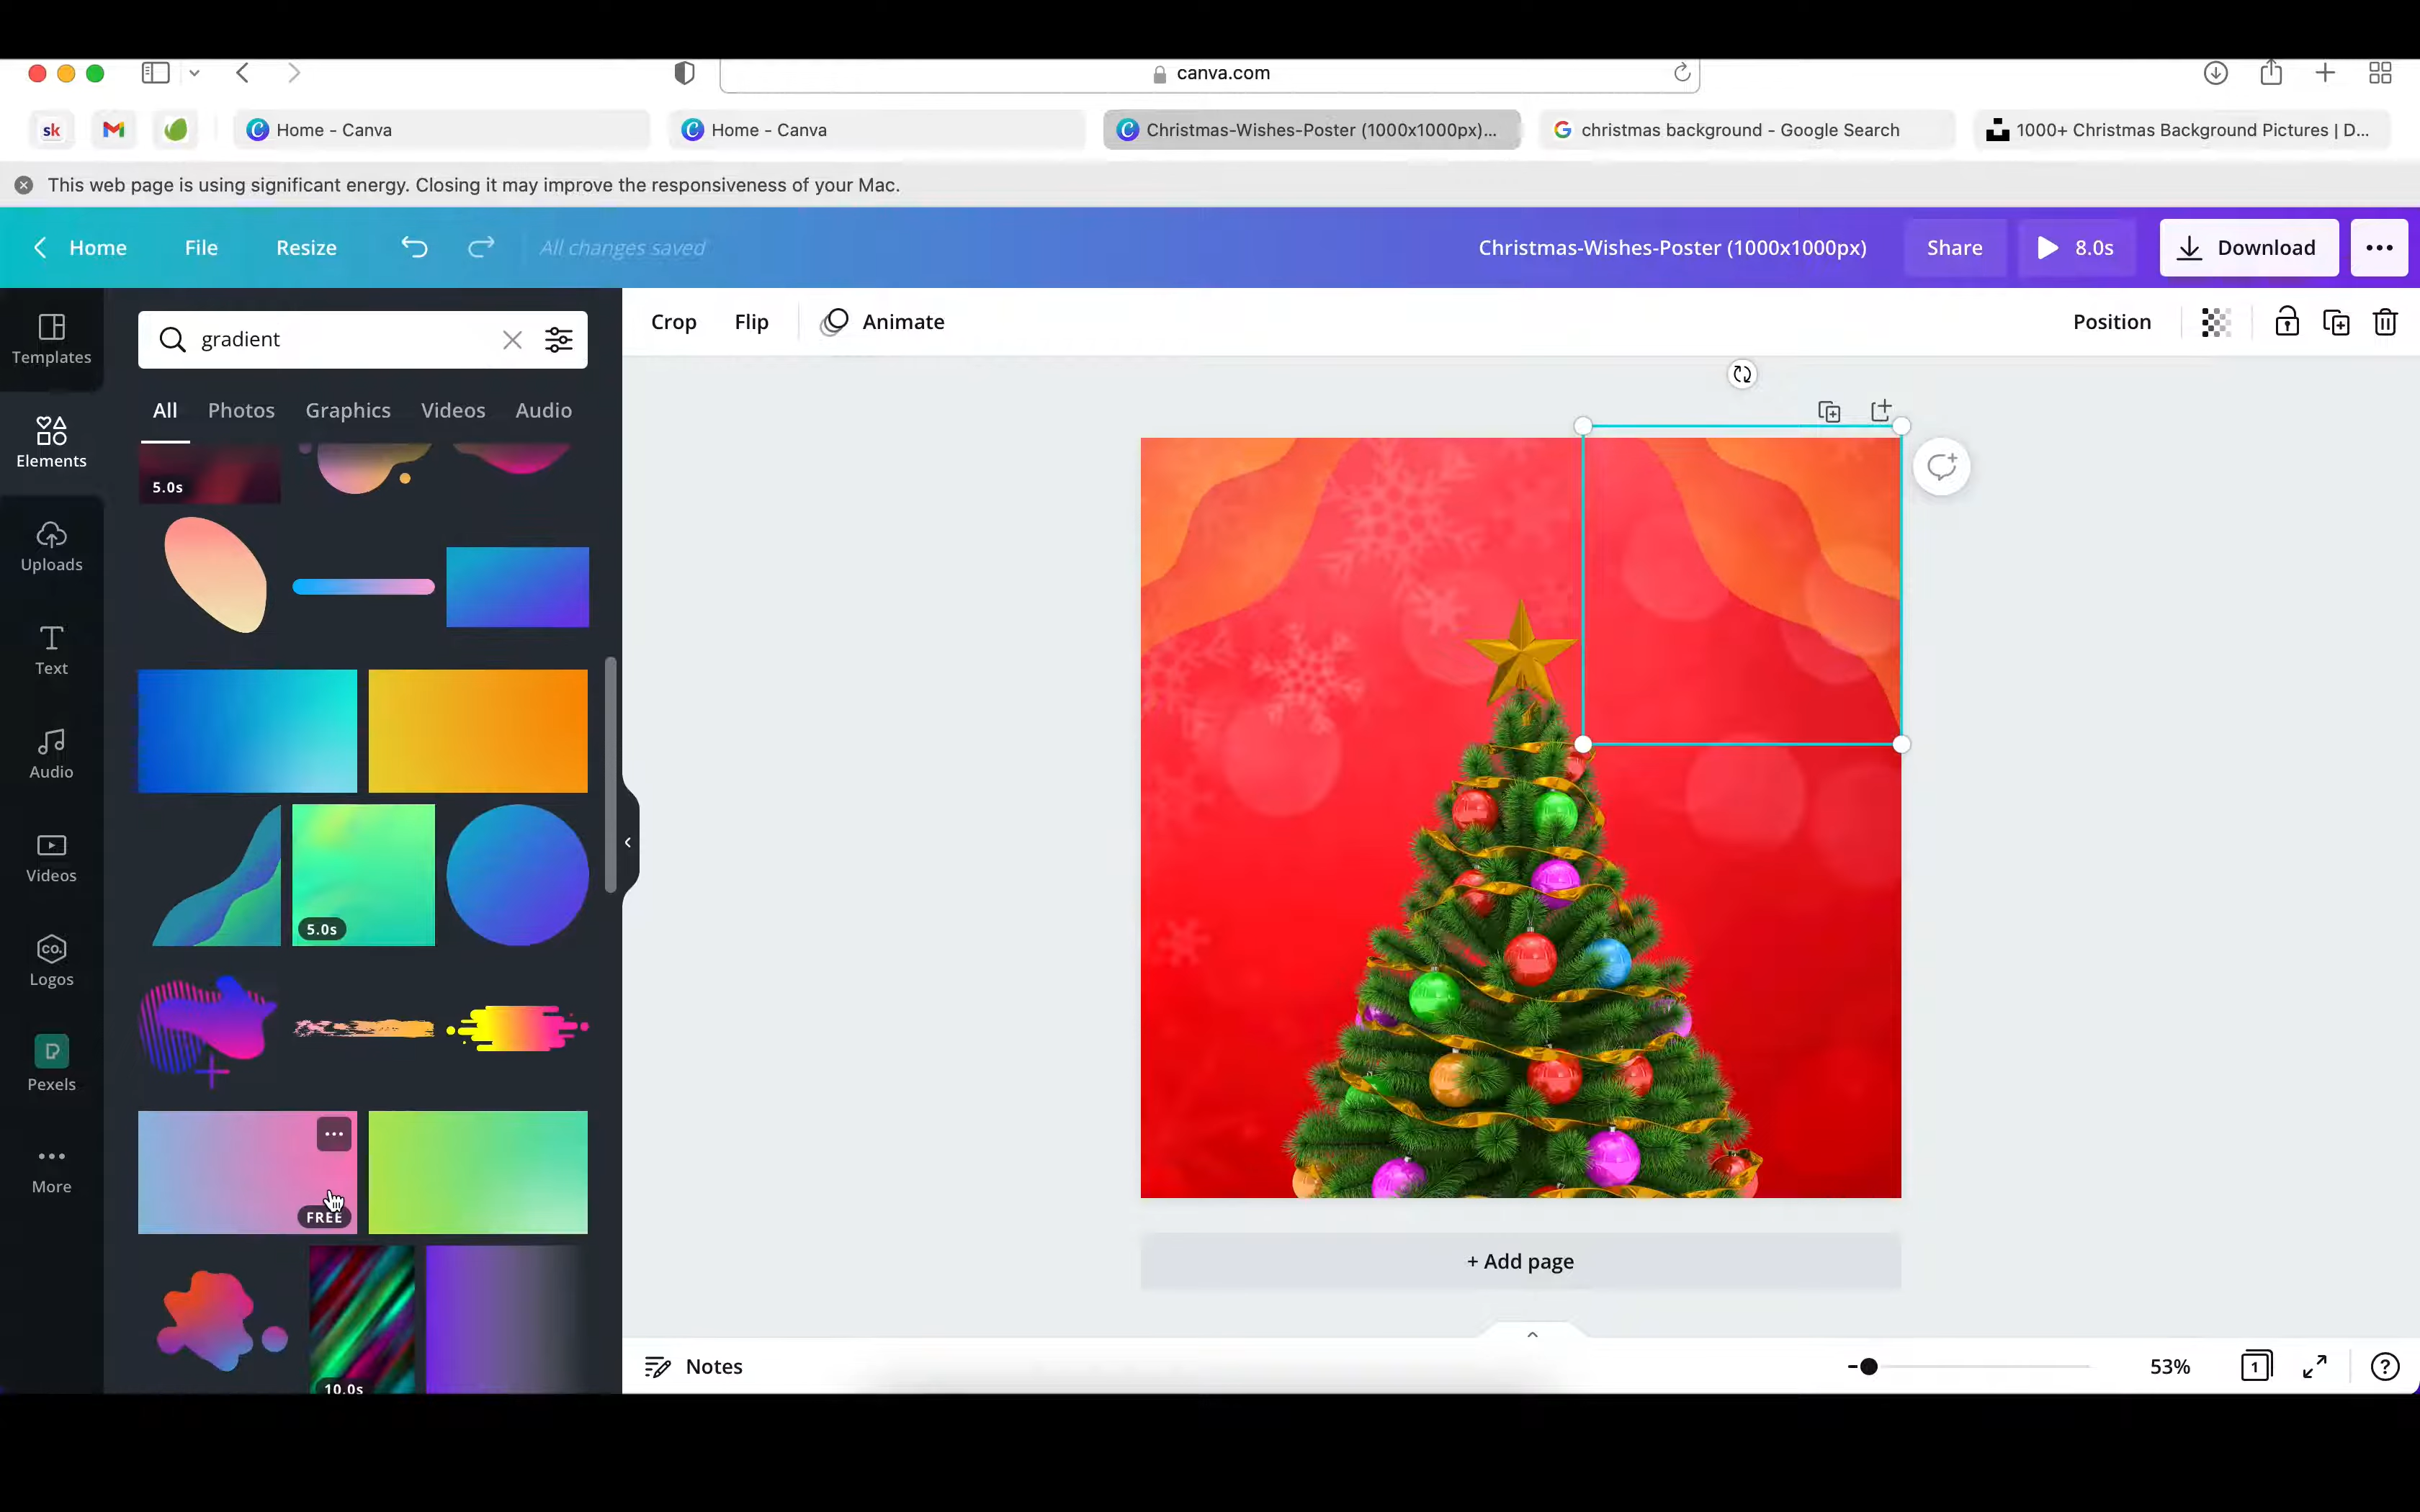 canva.com
sk
Home - Canva
Home - Canva
Christmas-Wishes-Poster (1000x1000px)...
christmas background - Google Search
1000+ Christmas Background Pictures | D...
This web page is using significant energy. Closing it may improve the responsiveness of your Mac.
Home
File
Resize
All changes saved
Christmas-Wishes-Poster (1000x1000px)
Share
8.0s
Download
Templates
Elements
Uploads
Text
Audio
Videos
co.
Logos
Pexels
More
gradient
All
Photos
Graphics
Videos
Audio
5.0s
5.0s
FREE
10.0s
Crop
Flip
Animate
Position
+ Add page
Notes
53%
1